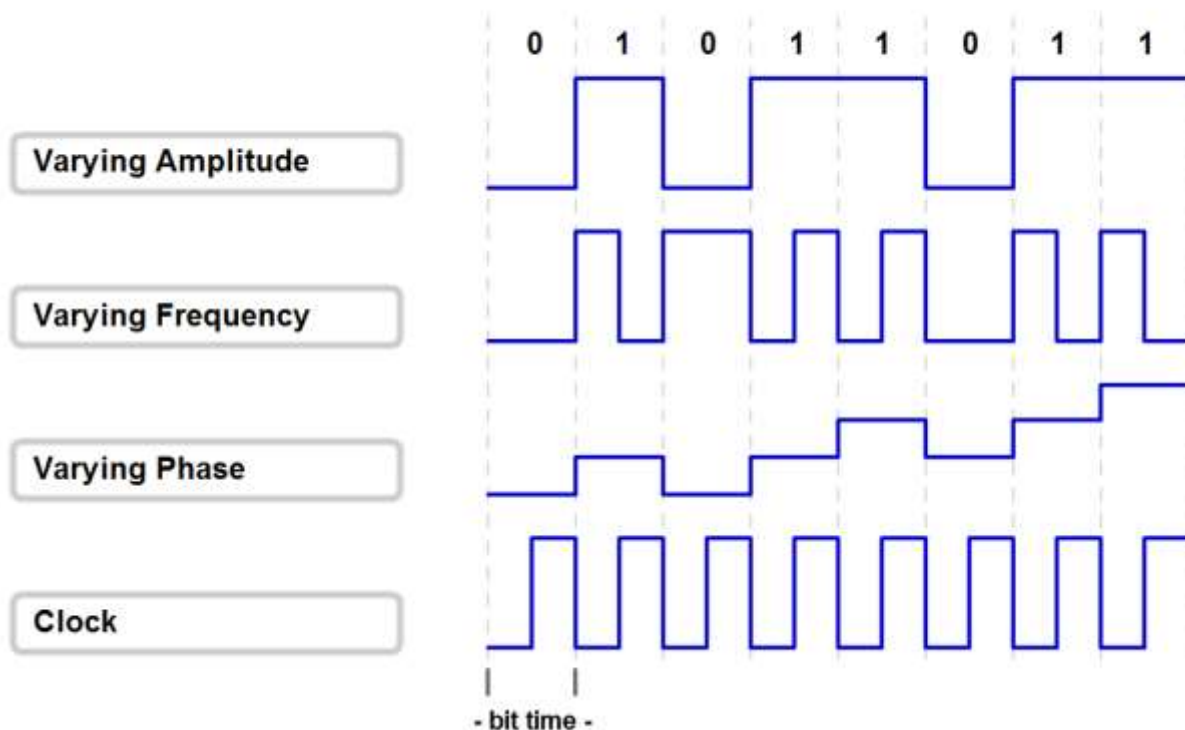 0 1 0 1 1 0 1 1
Varying Amplitude
Varying Frequency
Varying Phase
Clock
- bit time -